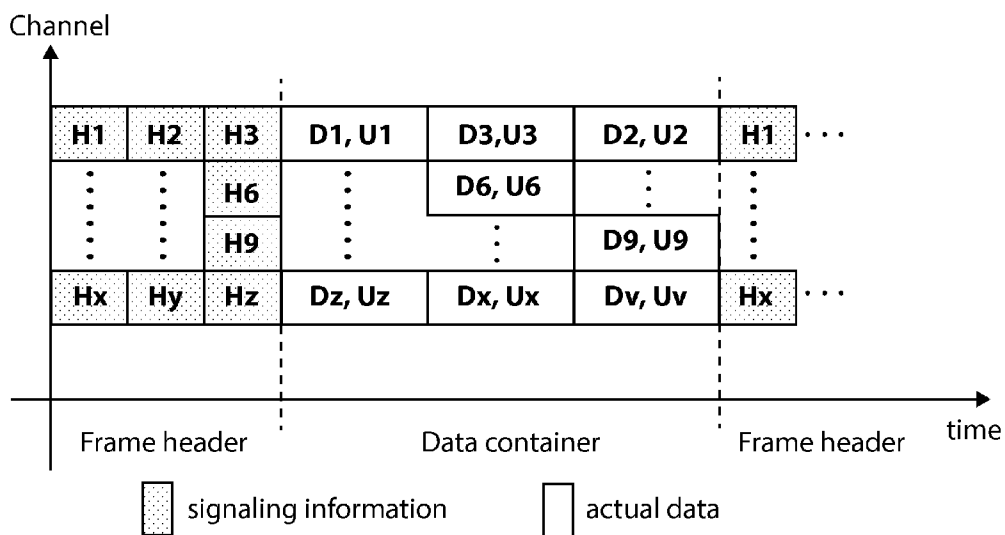 Channel
H1 H2 H3 D1, U1 D3,U3 D2, U2 H1 ...
H6 D6, U6
H9 D9, U9
Hx Hy Hz Dz, Uz Dx, Ux Dv, Uv Hx ...
time
Frame header Data container Frame header
signaling information actual data